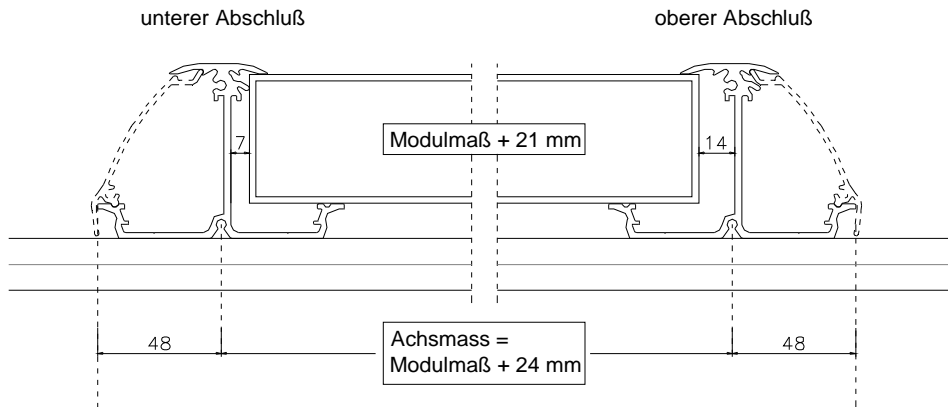 unterer Abschluß
oberer Abschluß
Modulmaß + 21 mm
7
14
Achsmass =
Modulmaß + 24 mm
48
48